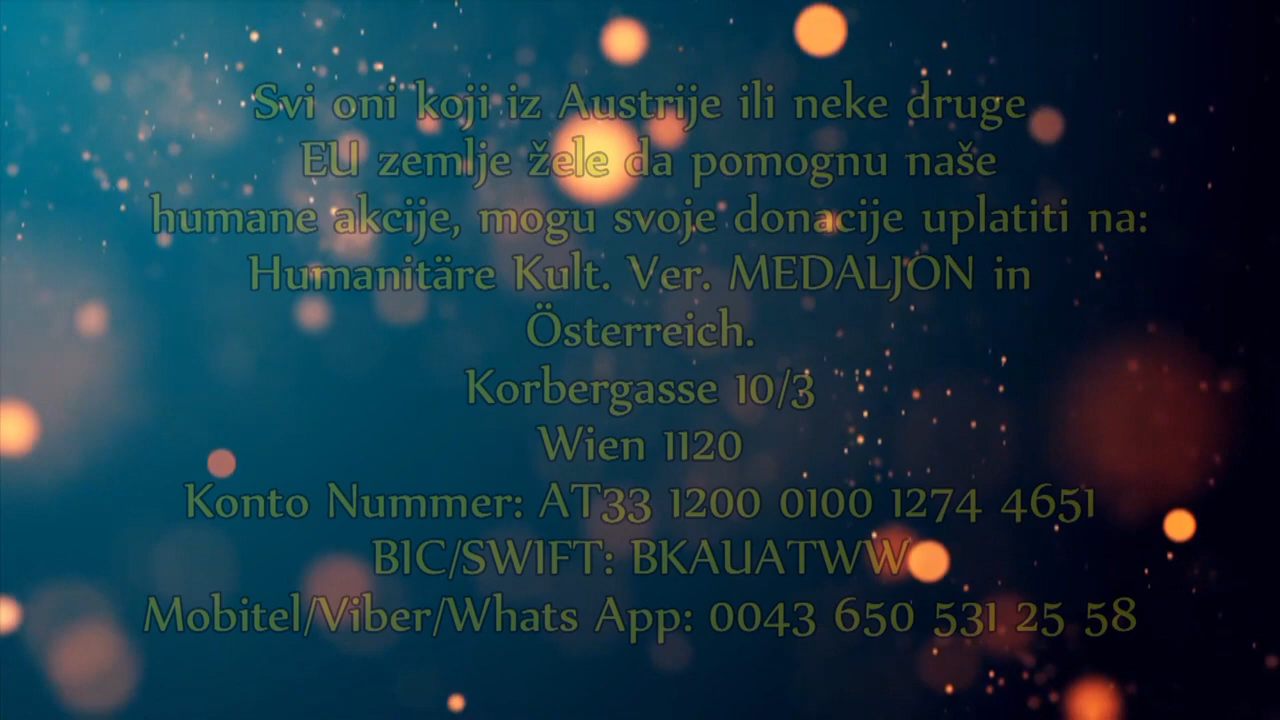 Svi oni koji iz Austrije ili neke druge
EU zemlje žele da pomognu naše
humane akcije, mogu svoje donacije uplatiti na:
Humanitäre Kult. Ver. MEDALJON in
Österreich.
Korbergasse 10/3
Wien 1120
Konto Nummer: AT33 1200 0100 1274 4651
BIC/SWIFT: BKAUATWW
Mobitel/Viber/Whats App: 0043 650 531 25 58